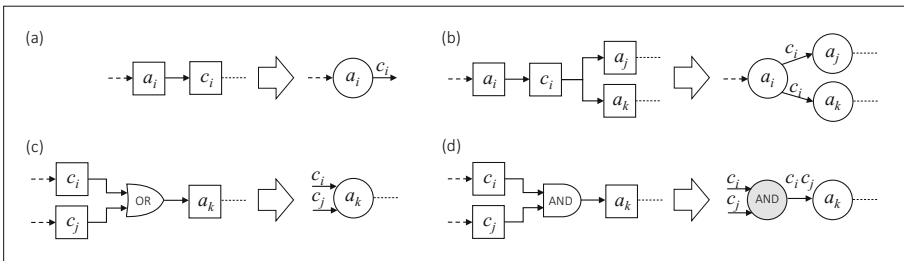 (a)
a_i c_i a_i c_i
(b)
a_i c_i a_j a_k a_i c_i c_i a_j a_k
(c)
c_i c_j OR a_k c_i c_j a_k
(d)
c_i c_j AND a_k c_i c_j AND c_i c_j a_k